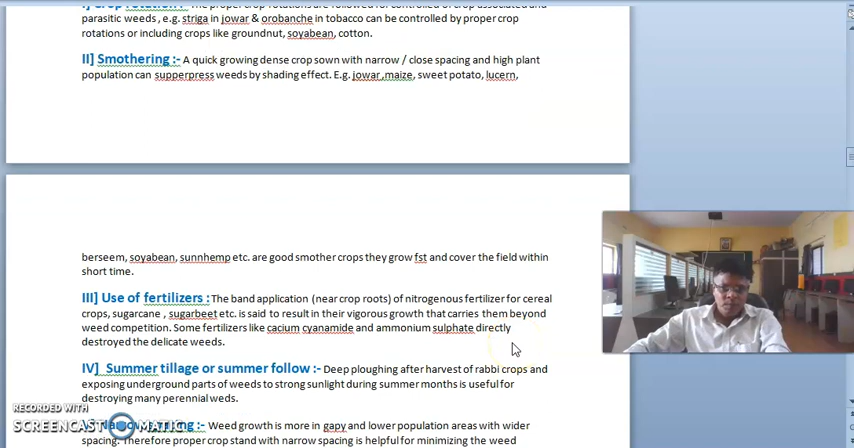 I] Crop rotation :- The proper crop rotations are followed for controlled of crop associated and
parasitic weeds , e.g. striga in jowar & orobanche in tobacco can be controlled by proper crop
rotations or including crops like groundnut, soyabean, cotton.
II] Smothering :- A quick growing dense crop sown with narrow / close spacing and high plant
population can supperpress weeds by shading effect. E.g. jowar,maize, sweet potato, lucern,
berseem, soyabean, sunnhemp etc. are good smother crops they grow fst and cover the field within
short time.
III] Use of fertilizers : The band application (near crop roots) of nitrogenous fertilizer for cereal
crops, sugarcane , sugarbeet etc. is said to result in their vigorous growth that carries them beyond
weed competition. Some fertilizers like cacium cyanamide and ammonium sulphate directly
destroyed the delicate weeds.
IV] Summer tillage or summer follow :- Deep ploughing after harvest of rabbi crops and
exposing underground parts of weeds to strong sunlight during summer months is useful for
destroying many perennial weds.
spacing :- Weed growth is more in gapy and lower population areas with wider
spacing. Therefore proper crop stand with narrow spacing is helpful for minimizing the weed
RECORDED WITH
SCREENCAST MATIC